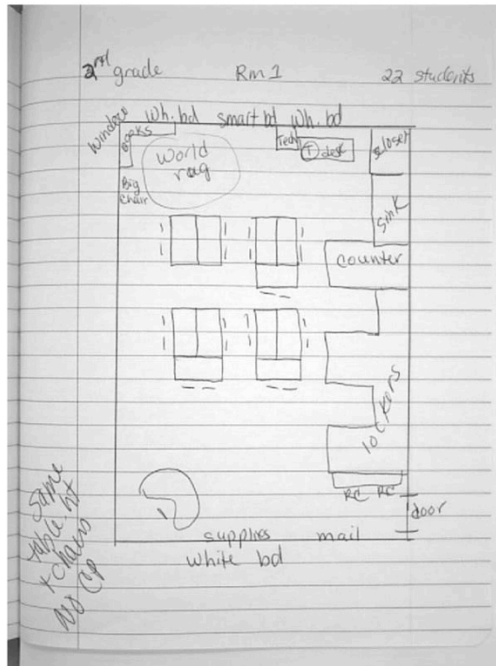 2nd grade Rm 1 22 students
Window Wh. bd smart bd Wh. bd
Books
World rug
Tech
T desk
closet
Big chair
sink
counter
lockers
RC RC
door
supplies mail
White bd
Same
table ht
+ chairs
No CP